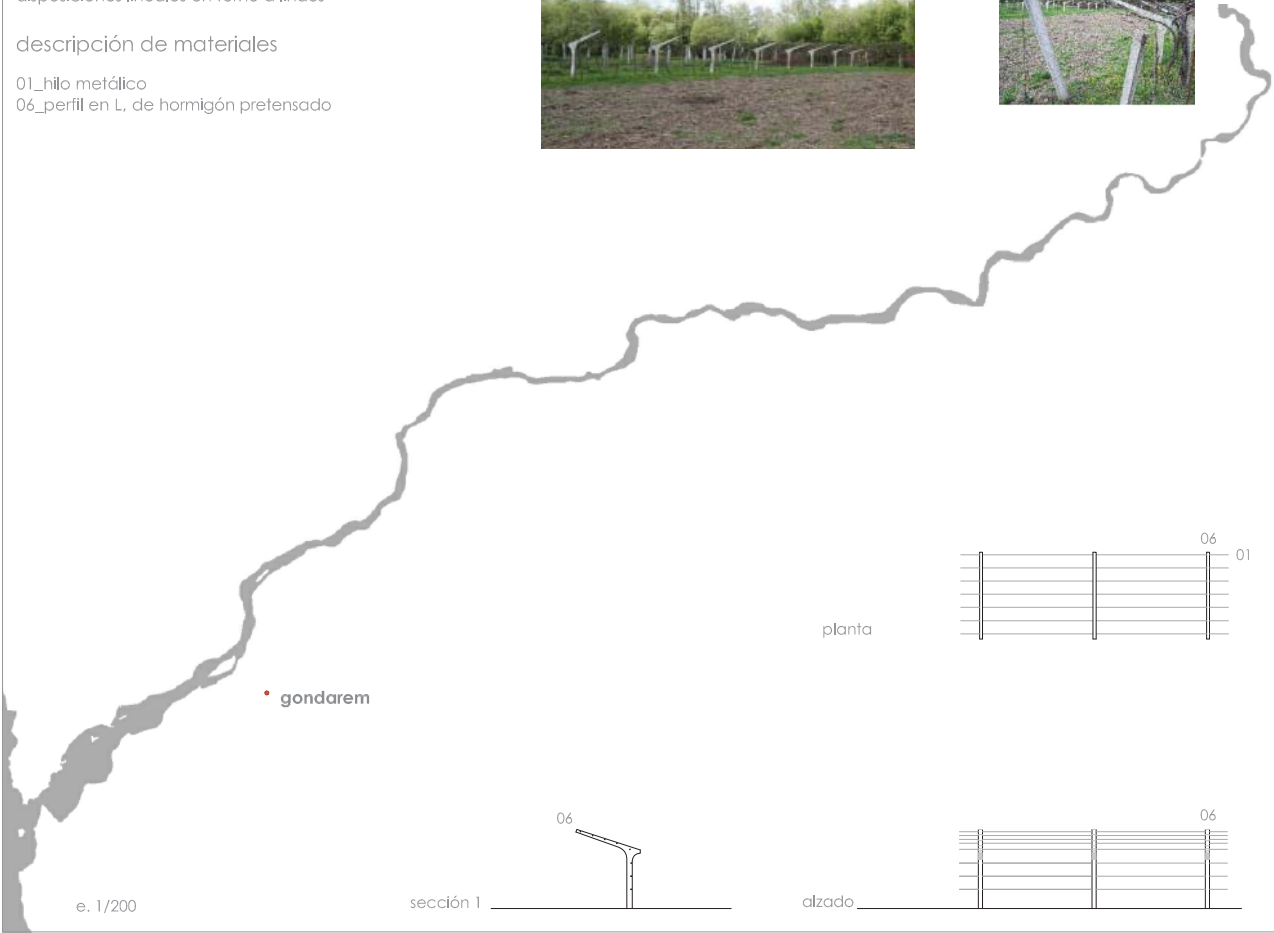 descripción de materiales
01_hilo metálico
06_perfil en L, de hormigón pretensado
06
01
planta
gondarem
06
06
e. 1/200
sección 1
alzado